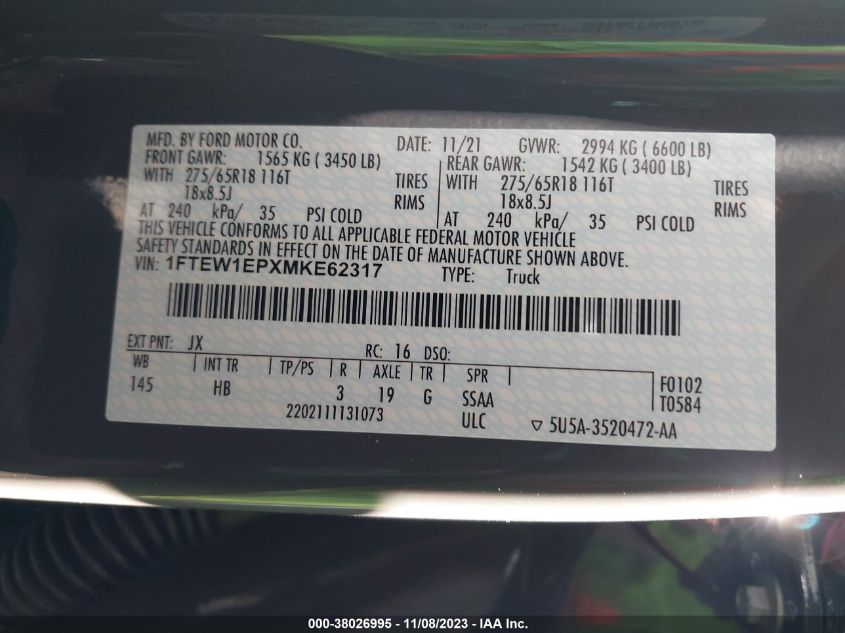 MFD. BY FORD MOTOR CO. DATE: 11/21 GVWR: 2994 KG ( 6600 LB)
FRONT GAWR: 1565 KG ( 3450 LB) REAR GAWR: 1542 KG ( 3400 LB)
WITH 275/65R18 116T TIRES WITH 275/65R18 116T TIRES
18x8.5J RIMS 18x8.5J RIMS
AT 240 kPa/ 35 PSI COLD AT 240 kPa/ 35 PSI COLD
THIS VEHICLE CONFORMS TO ALL APPLICABLE FEDERAL MOTOR VEHICLE
SAFETY STANDARDS IN EFFECT ON THE DATE OF MANUFACTURE SHOWN ABOVE.
VIN: 1FTEW1EPXMKE62317 TYPE: Truck
EXT PNT: JX RC: 16 DSO:
WB INT TR TP/PS R AXLE TR SPR F0102
145 HB 3 19 G SSAA T0584
2202111131073 ULC ▽ 5U5A-3520472-AA
000-38026995 - 11/08/2023 - IAA Inc.